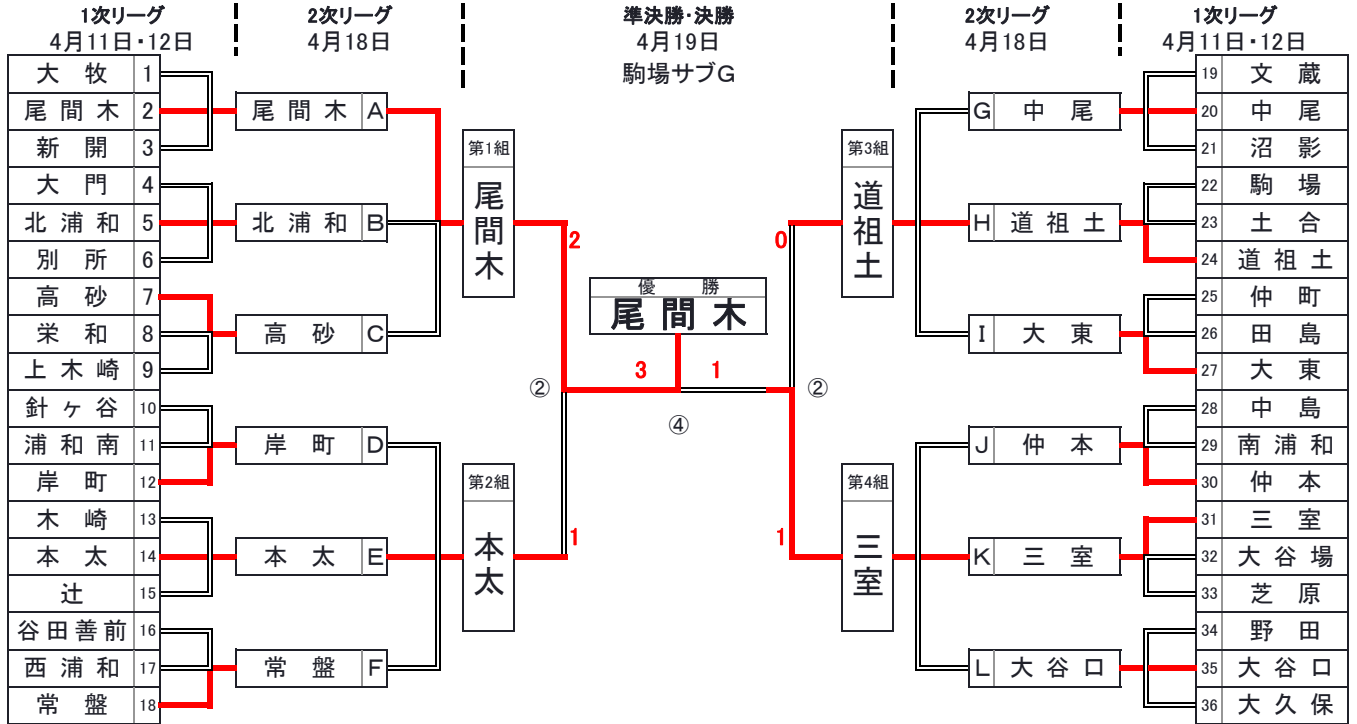 1次リーグ 2次リーグ 準決勝・決勝 2次リーグ 1次リーグ
4月11日・12日 4月18日 4月19日 4月18日 4月11日・12日
駒場サブG
大牧 1
尾間木 2
新開 3
大門 4
北浦和 5
別所 6
高砂 7
栄和 8
上木崎 9
針ヶ谷 10
浦和南 11
岸町 12
木崎 13
本太 14
辻 15
谷田善前 16
西浦和 17
常盤 18
尾間木 A
北浦和 B
高砂 C
岸町 D
本太 E
常盤 F
第1組
尾間木
第2組
本太
2
1
②
優勝
尾間木
3 1
④
0
1
②
第3組
道祖土
第4組
三室
G 中尾
H 道祖土
I 大東
J 仲本
K 三室
L 大谷口
19 文蔵
20 中尾
21 沼影
22 駒場
23 土合
24 道祖土
25 仲町
26 田島
27 大東
28 中島
29 南浦和
30 仲本
31 三室
32 大谷場
33 芝原
34 野田
35 大谷口
36 大久保